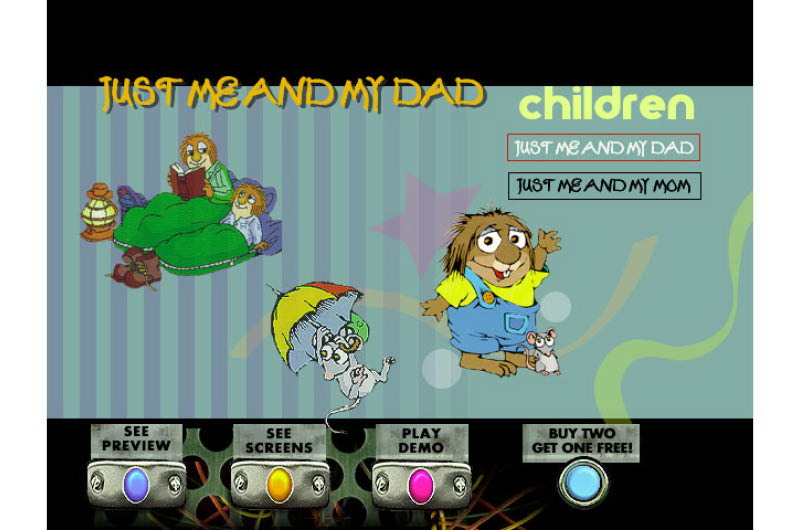 JUST ME AND MY DAD
children
JUST ME AND MY DAD
JUST ME AND MY MOM
SEE
PREVIEW
SEE
SCREENS
PLAY
DEMO
BUY TWO
GET ONE FREE!